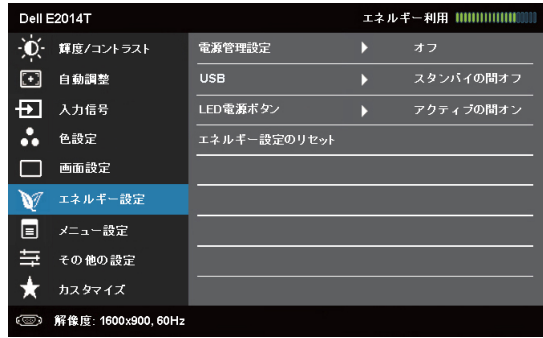 Dell E2014T エネルギー利用
輝度/コントラスト
自動調整
入力信号
色設定
画面設定
エネルギー設定
メニュー設定
その他の設定
カスタマイズ
電源管理設定 オフ
USB スタンバイの間オフ
LED電源ボタン アクティブの間オン
エネルギー設定のリセット
解像度: 1600x900, 60Hz